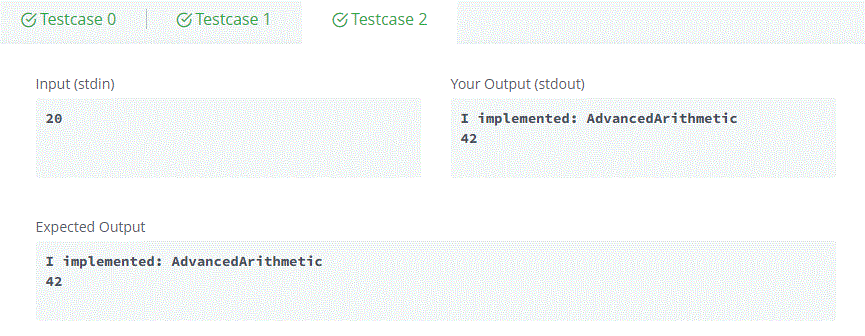 Testcase 0 Testcase 1 Testcase 2
Input (stdin) Your Output (stdout)
20 I implemented: AdvancedArithmetic
42
Expected Output
I implemented: AdvancedArithmetic
42